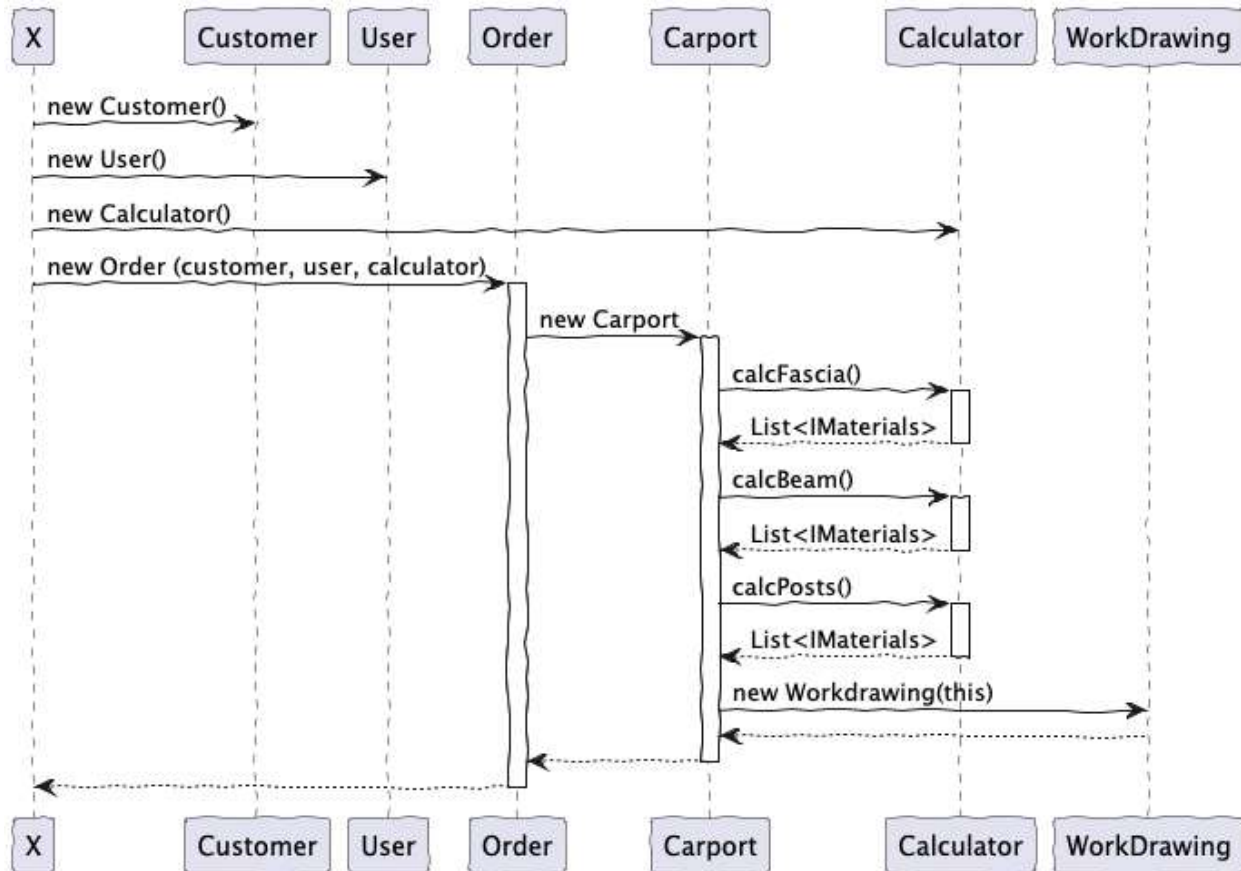 X Customer User Order Carport Calculator WorkDrawing
new Customer()
new User()
new Calculator()
new Order (customer, user, calculator)
new Carport
calcFascia()
List<IMaterials>
calcBeam()
List<IMaterials>
calcPosts()
List<IMaterials>
new Workdrawing(this)
X Customer User Order Carport Calculator WorkDrawing